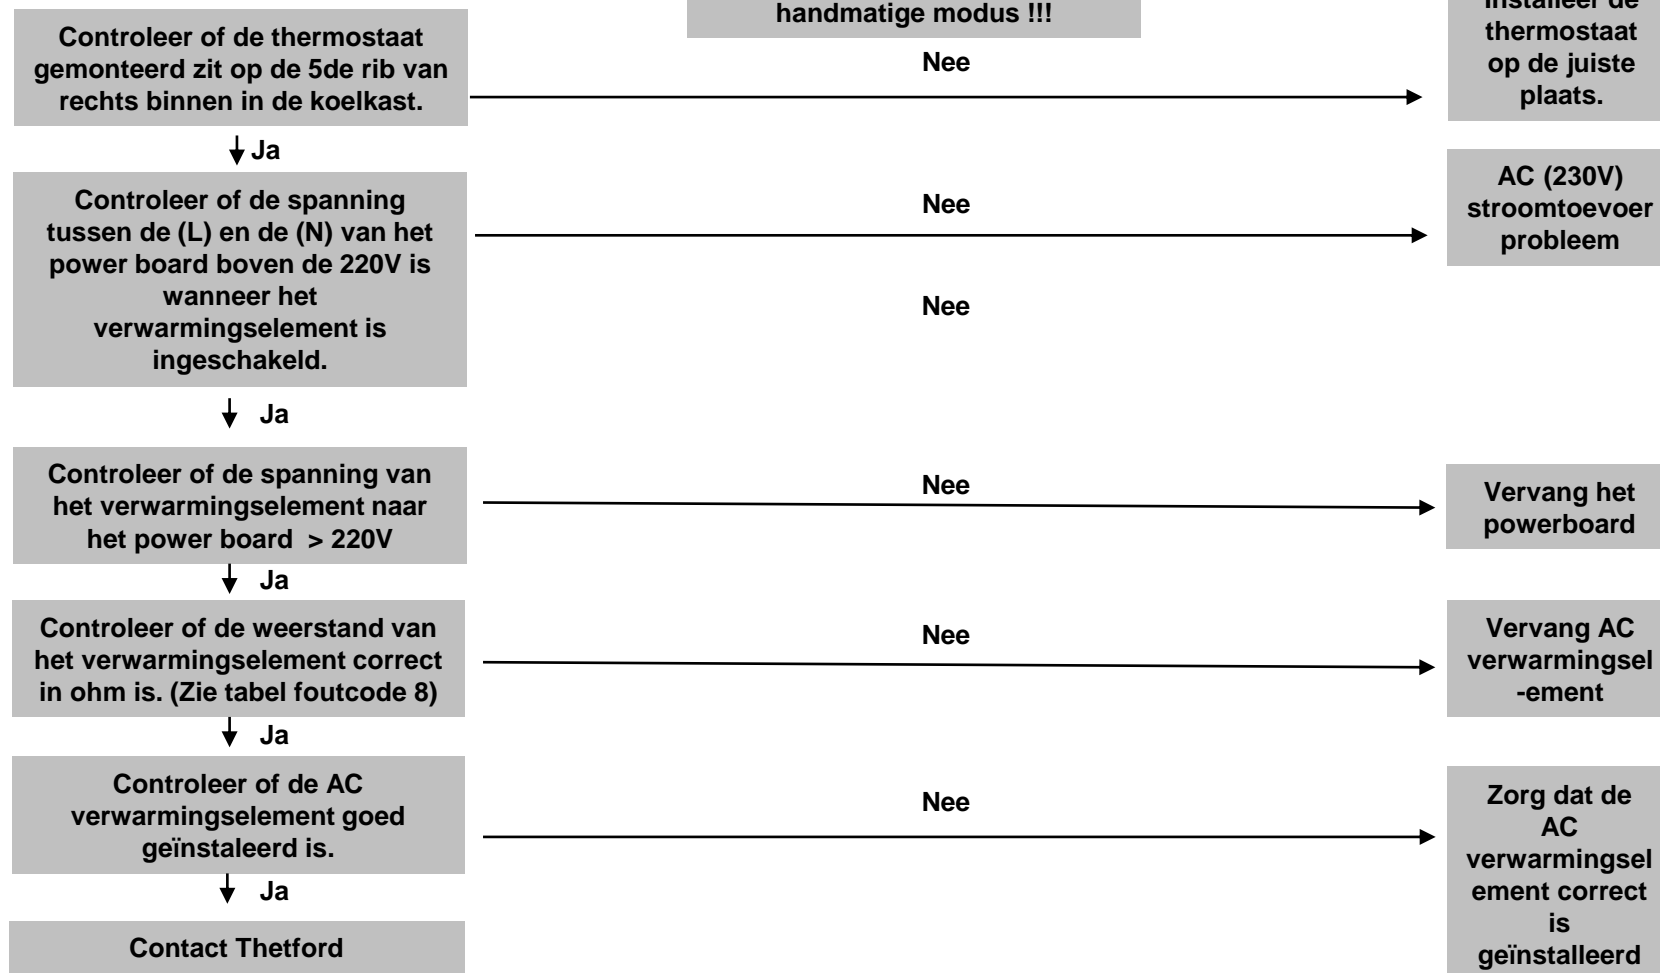 handmatige modus !!!
Controleer of de thermostaat
gemonteerd zit op de 5de rib van
rechts binnen in de koelkast.
Nee
Installeer de
thermostaat
op de juiste
plaats.
Ja
Controleer of de spanning
tussen de (L) en de (N) van het
power board boven de 220V is
wanneer het
verwarmingselement is
ingeschakeld.
Nee
AC (230V)
stroomtoevoer
probleem
Nee
Ja
Controleer of de spanning van
het verwarmingselement naar
het power board > 220V
Nee
Vervang het
powerboard
Ja
Controleer of de weerstand van
het verwarmingselement correct
in ohm is. (Zie tabel foutcode 8)
Nee
Vervang AC
verwarmingsel
-ement
Ja
Controleer of de AC
verwarmingselement goed
geïnstaleerd is.
Nee
Zorg dat de
AC
verwarmingsel
ement correct
is
geïnstalleerd
Ja
Contact Thetford